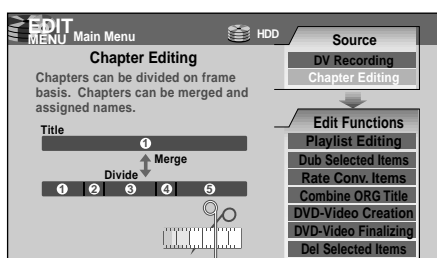 EDIT
MENU Main Menu
HDD
Chapter Editing
Chapters can be divided on frame
basis. Chapters can be merged and
assigned names.
Title
1
Merge
Divide
1 2 3 4 5
Source
DV Recording
Chapter Editing
Edit Functions
Playlist Editing
Dub Selected Items
Rate Conv. Items
Combine ORG Title
DVD-Video Creation
DVD-Video Finalizing
Del Selected Items